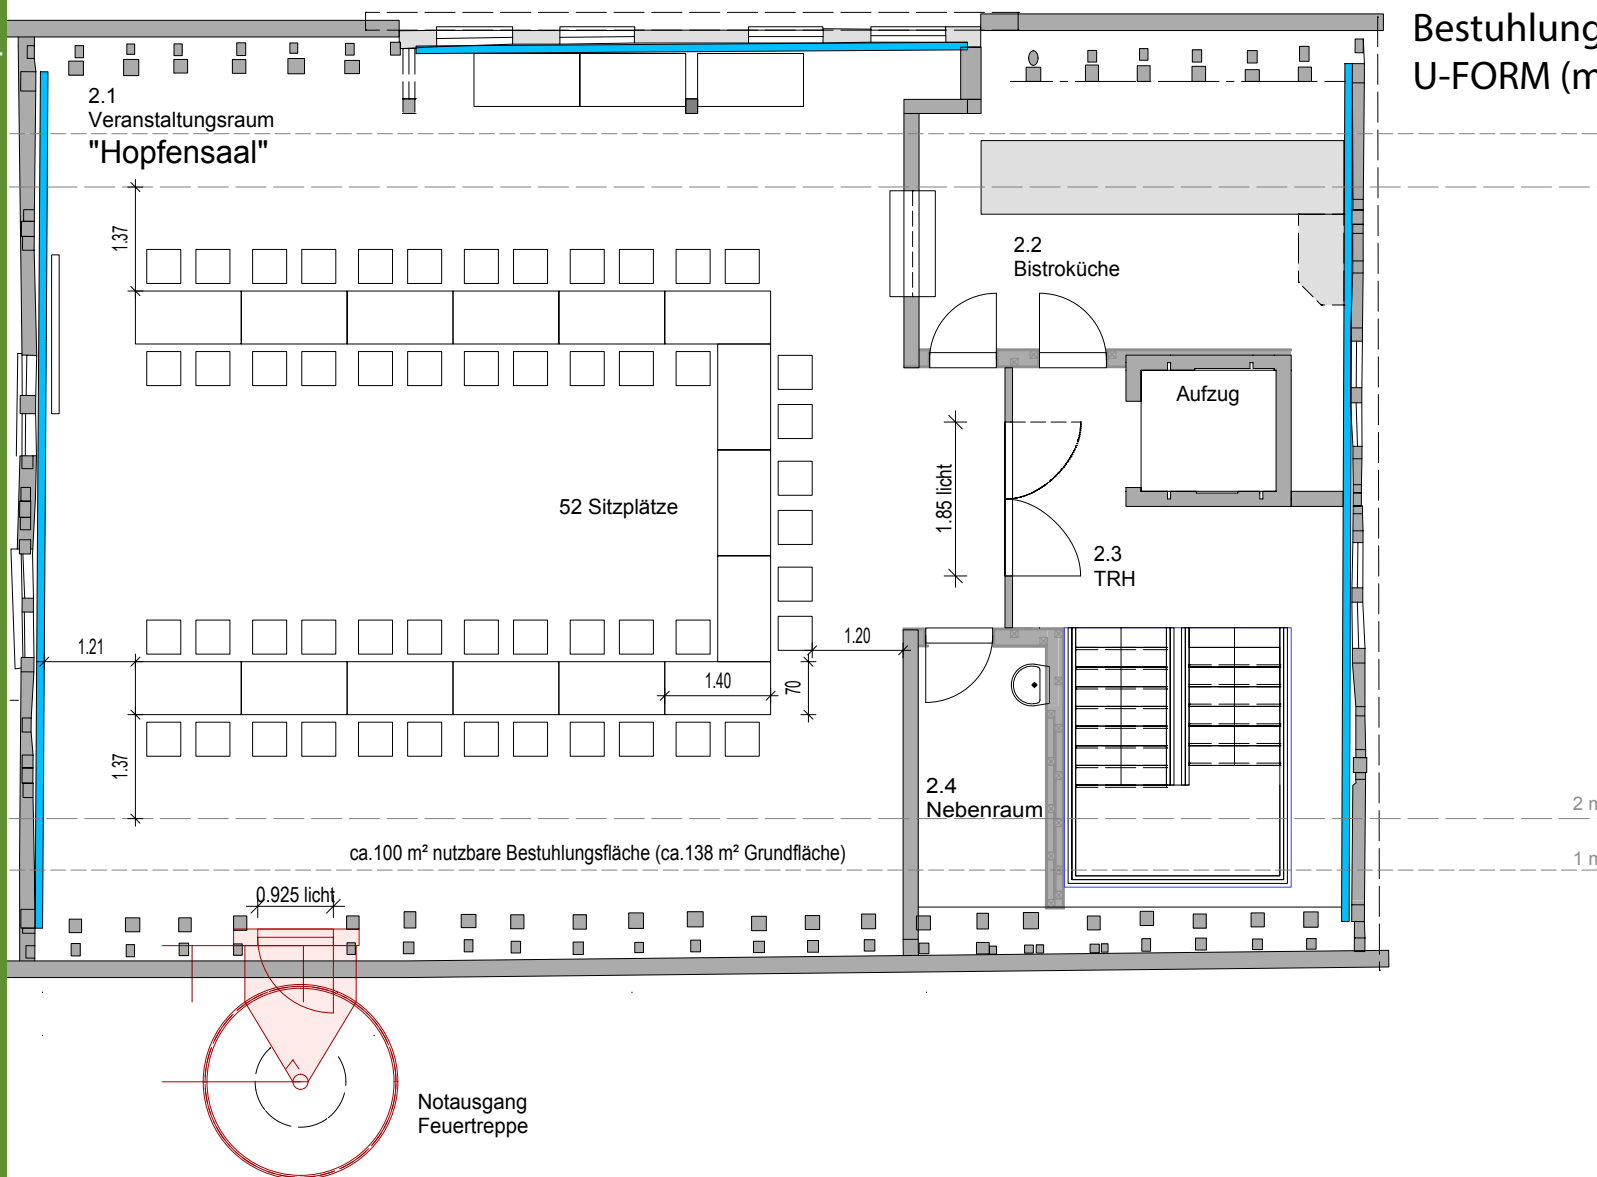 Bestuhlung
U-FORM (m
2.1
Veranstaltungsraum
"Hopfensaal"
1.37
2.2
Bistroküche
Aufzug
1.85 licht
52 Sitzplätze
2.3
TRH
1.21
1.20
1.40
70
1.37
2.4
Nebenraum
2 m
1 m
ca.100 m² nutzbare Bestuhlungsfläche (ca.138 m² Grundfläche)
0.925 licht
Notausgang
Feuertreppe